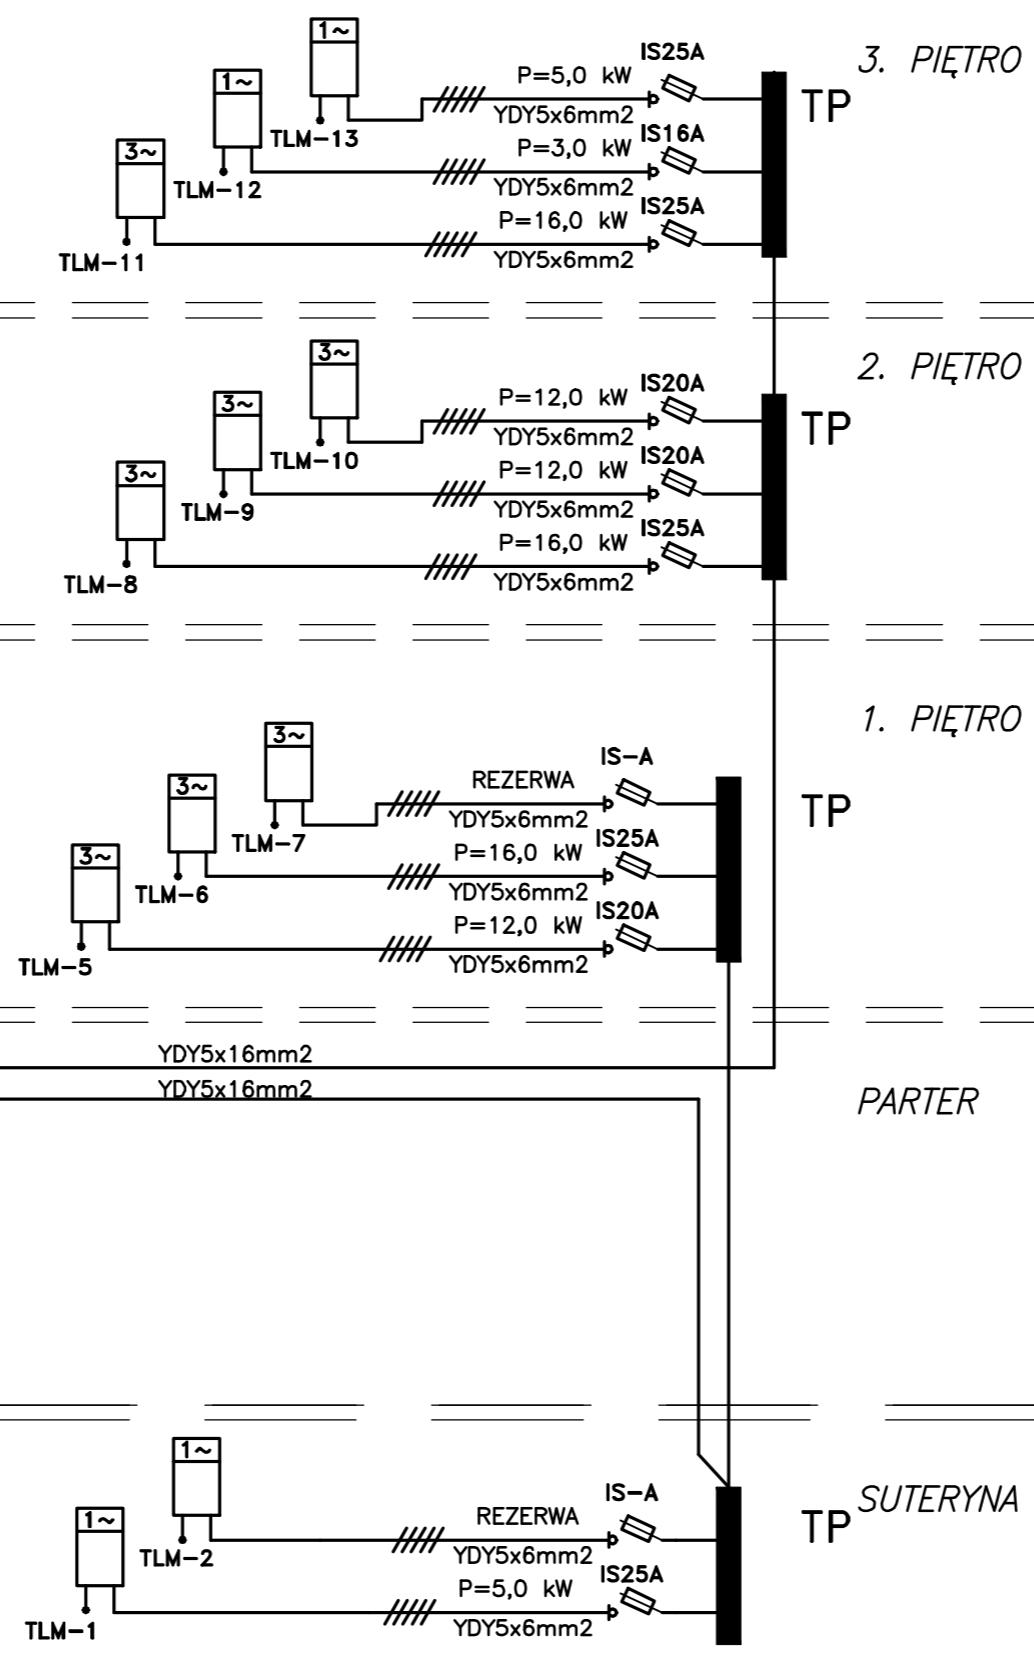 1~
IS25A
3. PIĘTRO
P=5,0 kW
1~
TP
YDY5x6mm2
TLM-13
IS16A
P=3,0 kW
3~
TLM-12
YDY5x6mm2
IS25A
P=16,0 kW
TLM-11
YDY5x6mm2
3~
2. PIĘTRO
IS20A
P=12,0 kW
3~
TP
YDY5x6mm2
TLM-10
IS20A
P=12,0 kW
3~
TLM-9
YDY5x6mm2
IS25A
P=16,0 kW
TLM-8
YDY5x6mm2
1. PIĘTRO
3~
IS-A
REZERWA
3~
TP
YDY5x6mm2
TLM-7
IS25A
P=16,0 kW
3~
TLM-6
YDY5x6mm2
IS20A
P=12,0 kW
TLM-5
YDY5x6mm2
YDY5x16mm2
YDY5x16mm2
PARTER
1~
IS-A
SUTERYNA
REZERWA
1~
TP
YDY5x6mm2
TLM-2
IS25A
P=5,0 kW
TLM-1
YDY5x6mm2